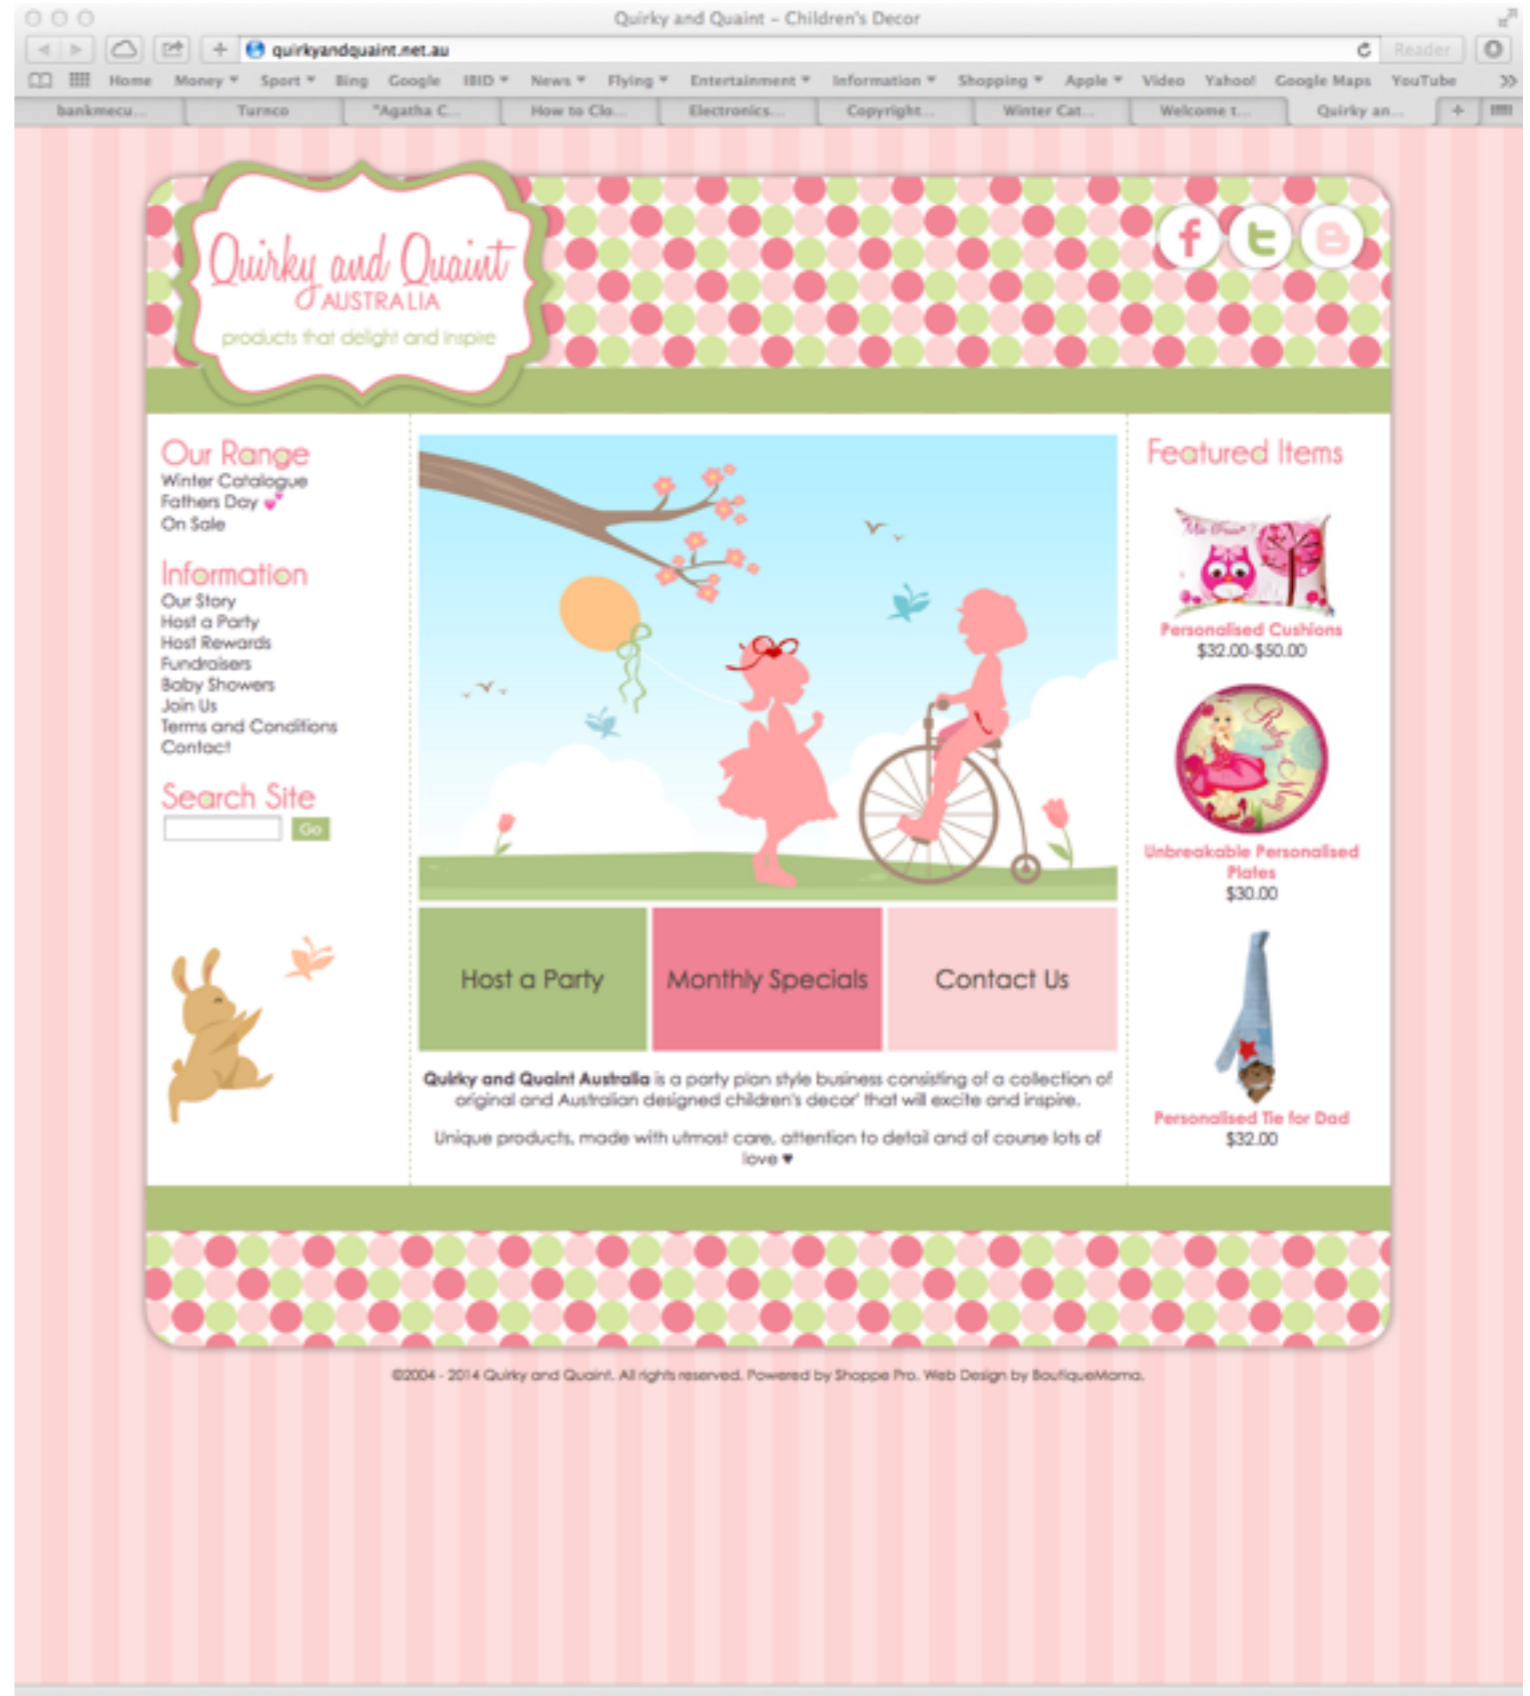 Quirky and Quaint – Children's Decor
quirkyandquaint.net.au
Reader
Home Money Sport Bing Google IBID News Flying Entertainment Information Shopping Apple Video Yahoo! Google Maps YouTube
bankmecu... Turnco "Agatha C... How to Clo... Electronics... Copyright... Winter Cat... Welcome t... Quirky an...
Quirky and Quaint
AUSTRALIA
products that delight and inspire
Our Range
Winter Catalogue
Fathers Day 💕
On Sale
Information
Our Story
Host a Party
Host Rewards
Fundraisers
Baby Showers
Join Us
Terms and Conditions
Contact
Search Site
Go
Host a Party
Monthly Specials
Contact Us
Quirky and Quaint Australia is a party plan style business consisting of a collection of
original and Australian designed children's decor' that will excite and inspire.
Unique products, made with utmost care, attention to detail and of course lots of
love ♥
Featured Items
Personalised Cushions
$32.00-$50.00
Ruby May
Unbreakable Personalised
Plates
$30.00
Personalised Tie for Dad
$32.00
©2004 - 2014 Quirky and Quaint. All rights reserved. Powered by Shoppe Pro. Web Design by BoutiqueMama.